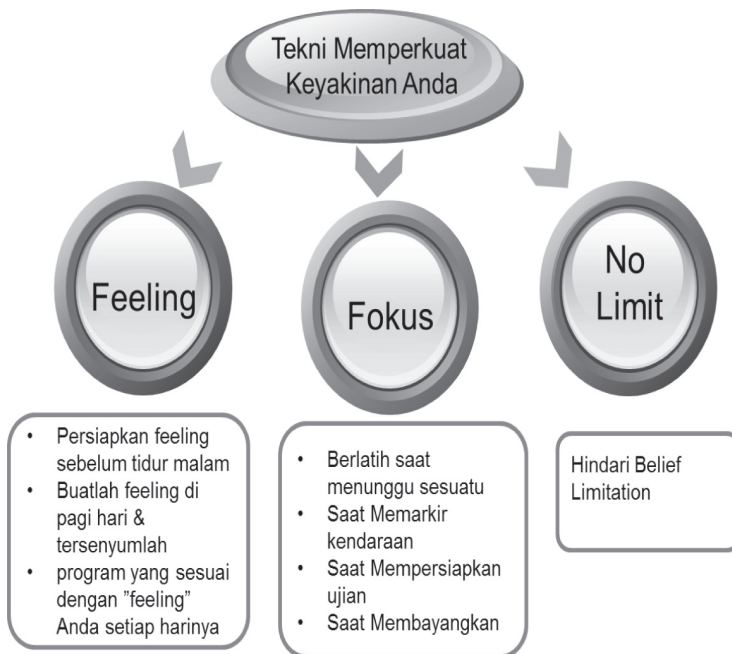 Tekni Memperkuat
Keyakinan Anda
Feeling
Fokus
No
Limit
• Persiapkan feeling
sebelum tidur malam
• Buatlah feeling di
pagi hari &
tersenyumlah
• program yang sesuai
dengan ”feeling”
Anda setiap harinya
• Berlatih saat
menunggu sesuatu
• Saat Memarkir
kendaraan
• Saat Mempersiapkan
ujian
• Saat Membayangkan
Hindari Belief
Limitation